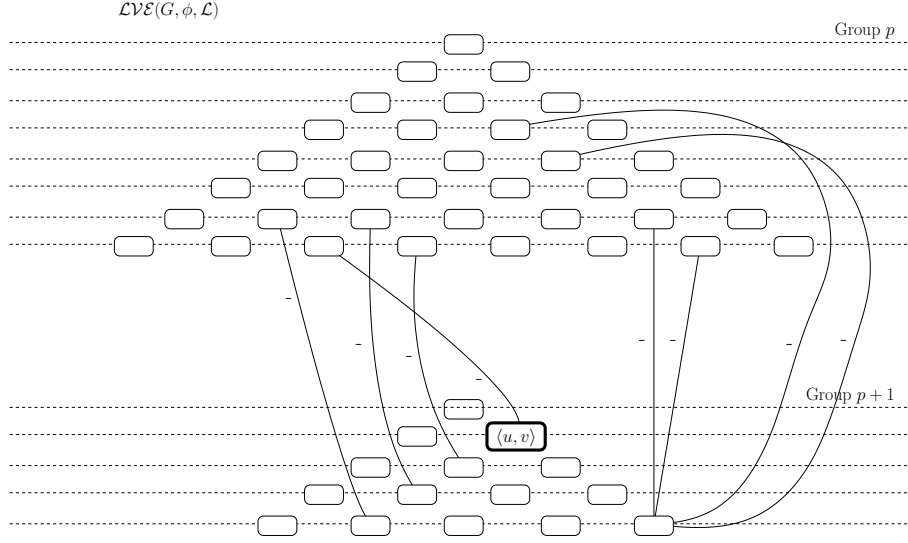 ℒ𝒱ℰ(G, ϕ, ℒ)
Group p
–
–
–
–
–
–
–
–
Group p + 1
⟨u, v⟩